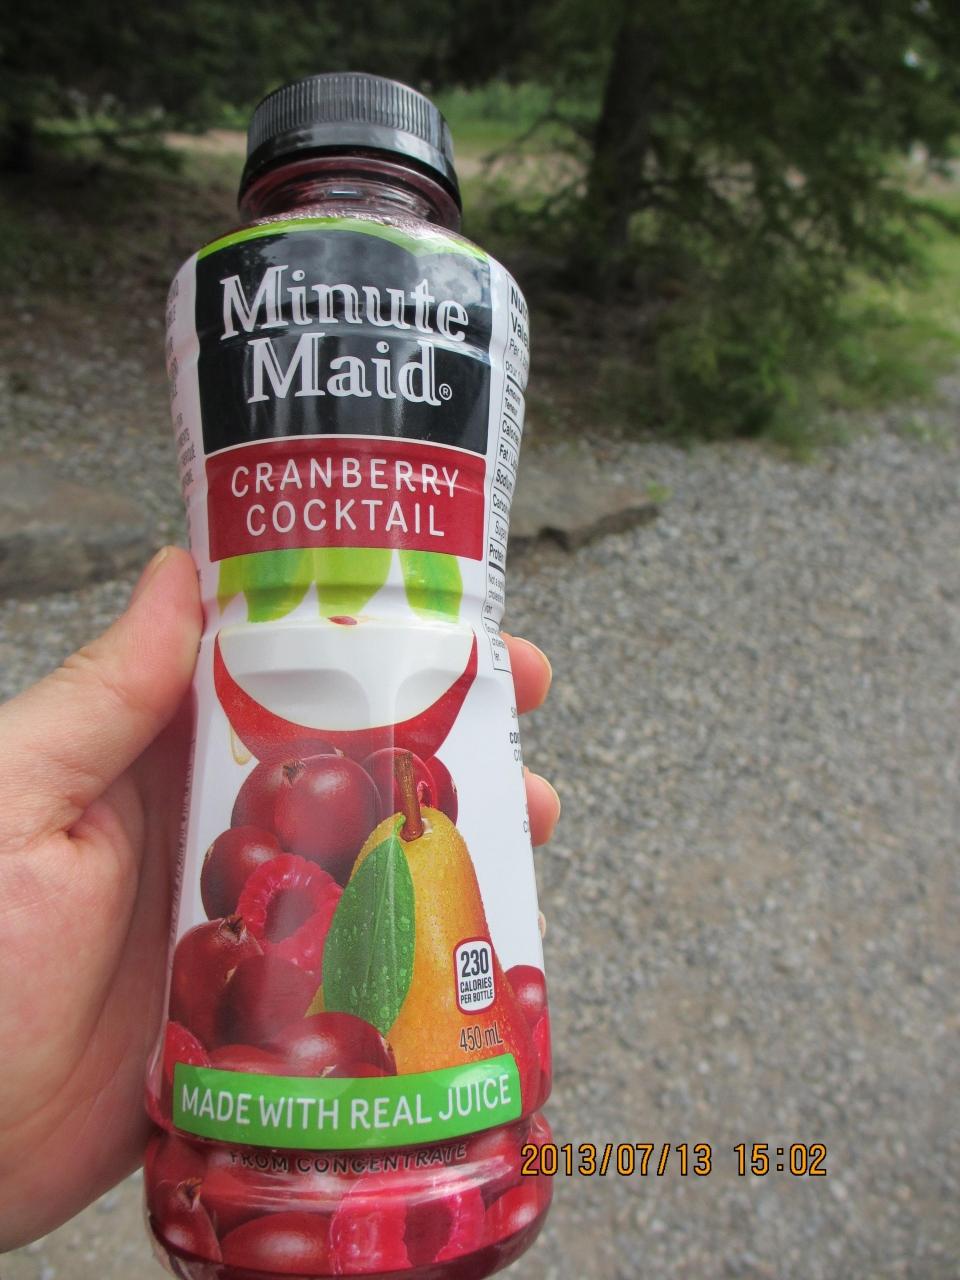 Minute
Maid®
CRANBERRY
COCKTAIL
230
CALORIES
PER BOTTLE
450 mL
MADE WITH REAL JUICE
FROM CONCENTRATE
2013/07/13 15:02